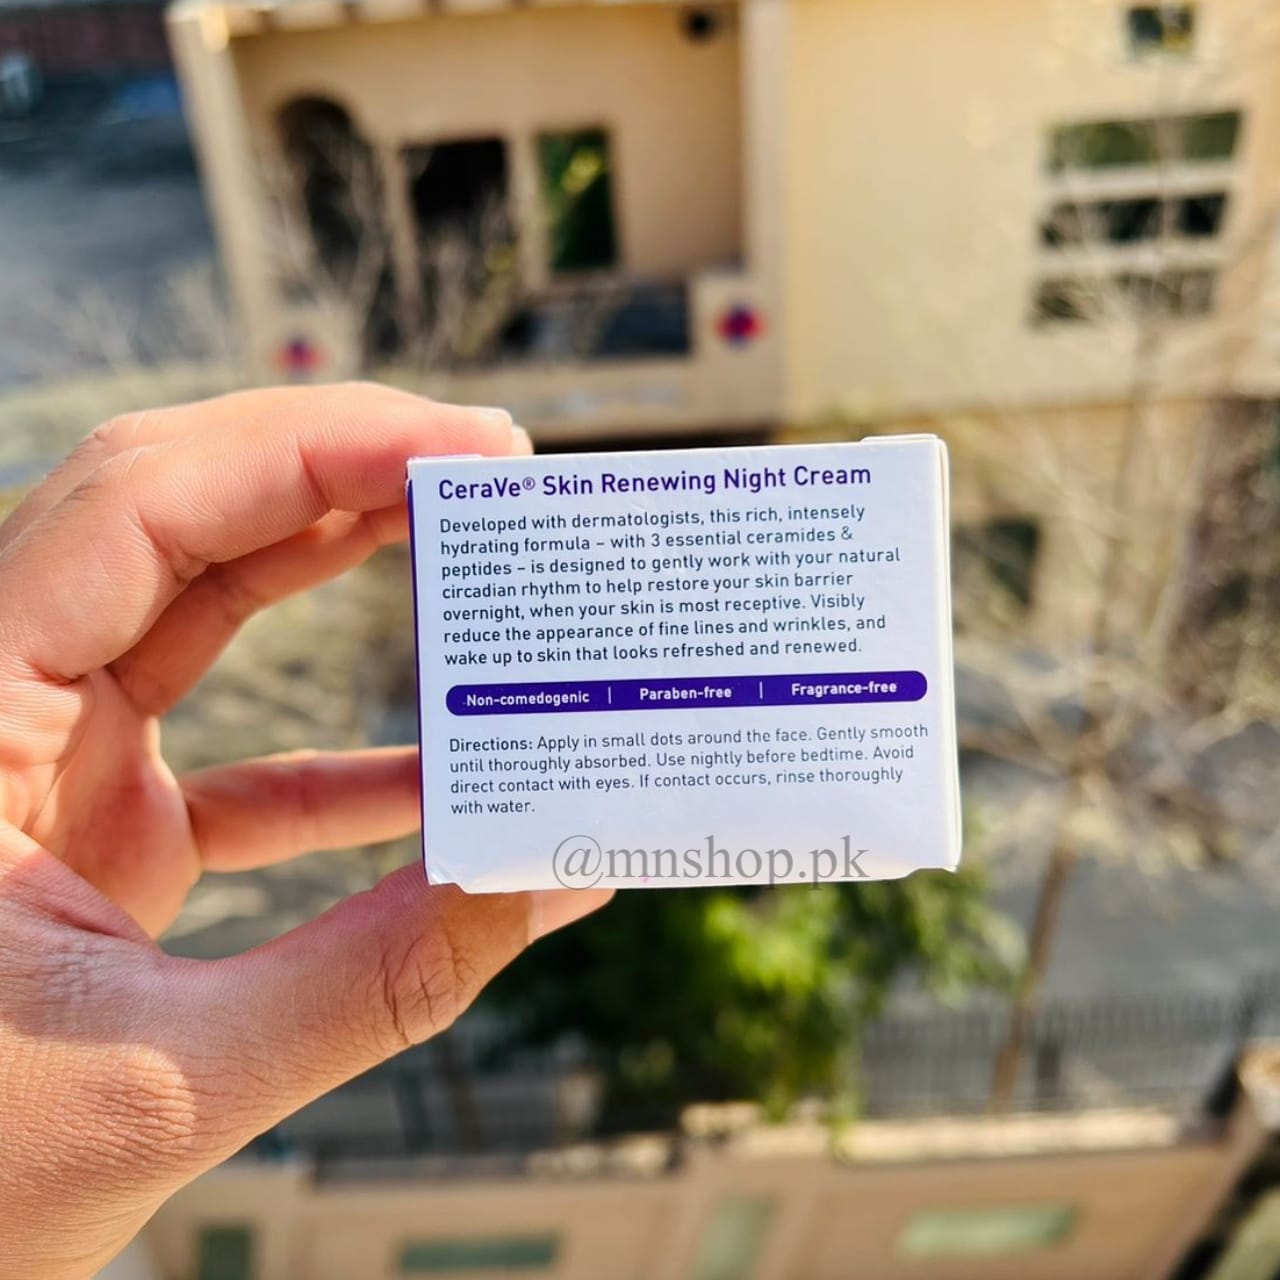 CeraVe® Skin Renewing Night Cream
Developed with dermatologists, this rich, intensely
hydrating formula – with 3 essential ceramides &
peptides – is designed to gently work with your natural
circadian rhythm to help restore your skin barrier
overnight, when your skin is most receptive. Visibly
reduce the appearance of fine lines and wrinkles, and
wake up to skin that looks refreshed and renewed.
Non-comedogenic | Paraben-free | Fragrance-free
Directions: Apply in small dots around the face. Gently smooth
until thoroughly absorbed. Use nightly before bedtime. Avoid
direct contact with eyes. If contact occurs, rinse thoroughly
with water.
@mnshop.pk